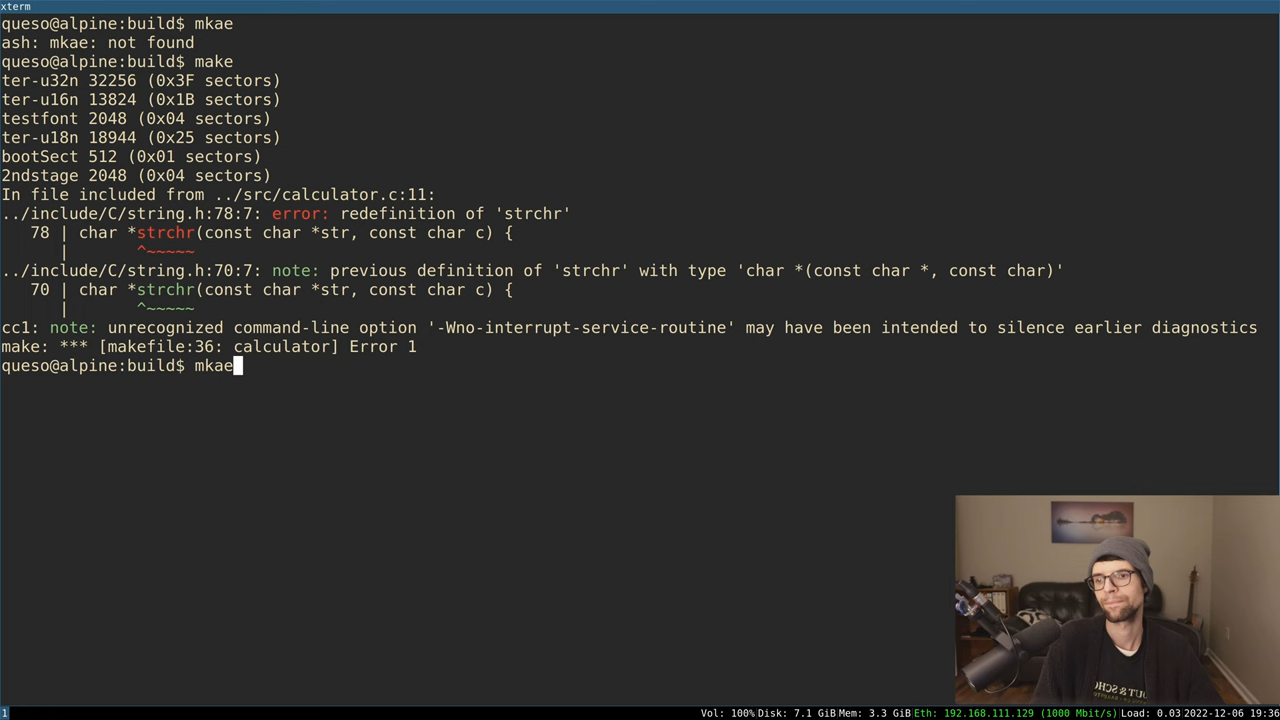 xterm
queso@alpine:build$ mkae
ash: mkae: not found
queso@alpine:build$ make
ter-u32n 32256 (0x3F sectors)
ter-u16n 13824 (0x1B sectors)
testfont 2048 (0x04 sectors)
ter-u18n 18944 (0x25 sectors)
bootSect 512 (0x01 sectors)
2ndstage 2048 (0x04 sectors)
In file included from ../src/calculator.c:11:
../include/C/string.h:78:7: error: redefinition of 'strchr'
   78 | char *strchr(const char *str, const char c) {
      |       ^~~~~~
../include/C/string.h:70:7: note: previous definition of 'strchr' with type 'char *(const char *, const char)'
   70 | char *strchr(const char *str, const char c) {
      |       ^~~~~~
cc1: note: unrecognized command-line option '-Wno-interrupt-service-routine' may have been intended to silence earlier diagnostics
make: *** [makefile:36: calculator] Error 1
queso@alpine:build$ mkae
1 Vol: 100% Disk: 7.1 GiB Mem: 3.3 GiB Eth: 192.168.111.129 (1000 Mbit/s) Load: 0.03 2022-12-06 19:36